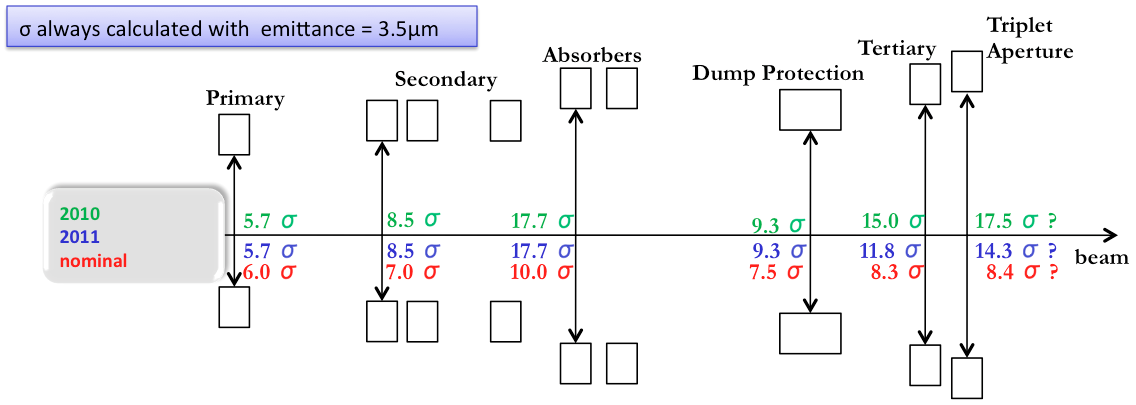 σ always calculated with emittance = 3.5μm
Primary
Secondary
Absorbers
Dump Protection
Tertiary
Triplet
Aperture
2010
2011
nominal
5.7 σ
5.7 σ
6.0 σ
8.5 σ
8.5 σ
7.0 σ
17.7 σ
17.7 σ
10.0 σ
9.3 σ
9.3 σ
7.5 σ
15.0 σ
11.8 σ
8.3 σ
17.5 σ ?
14.3 σ ?
8.4 σ ?
beam